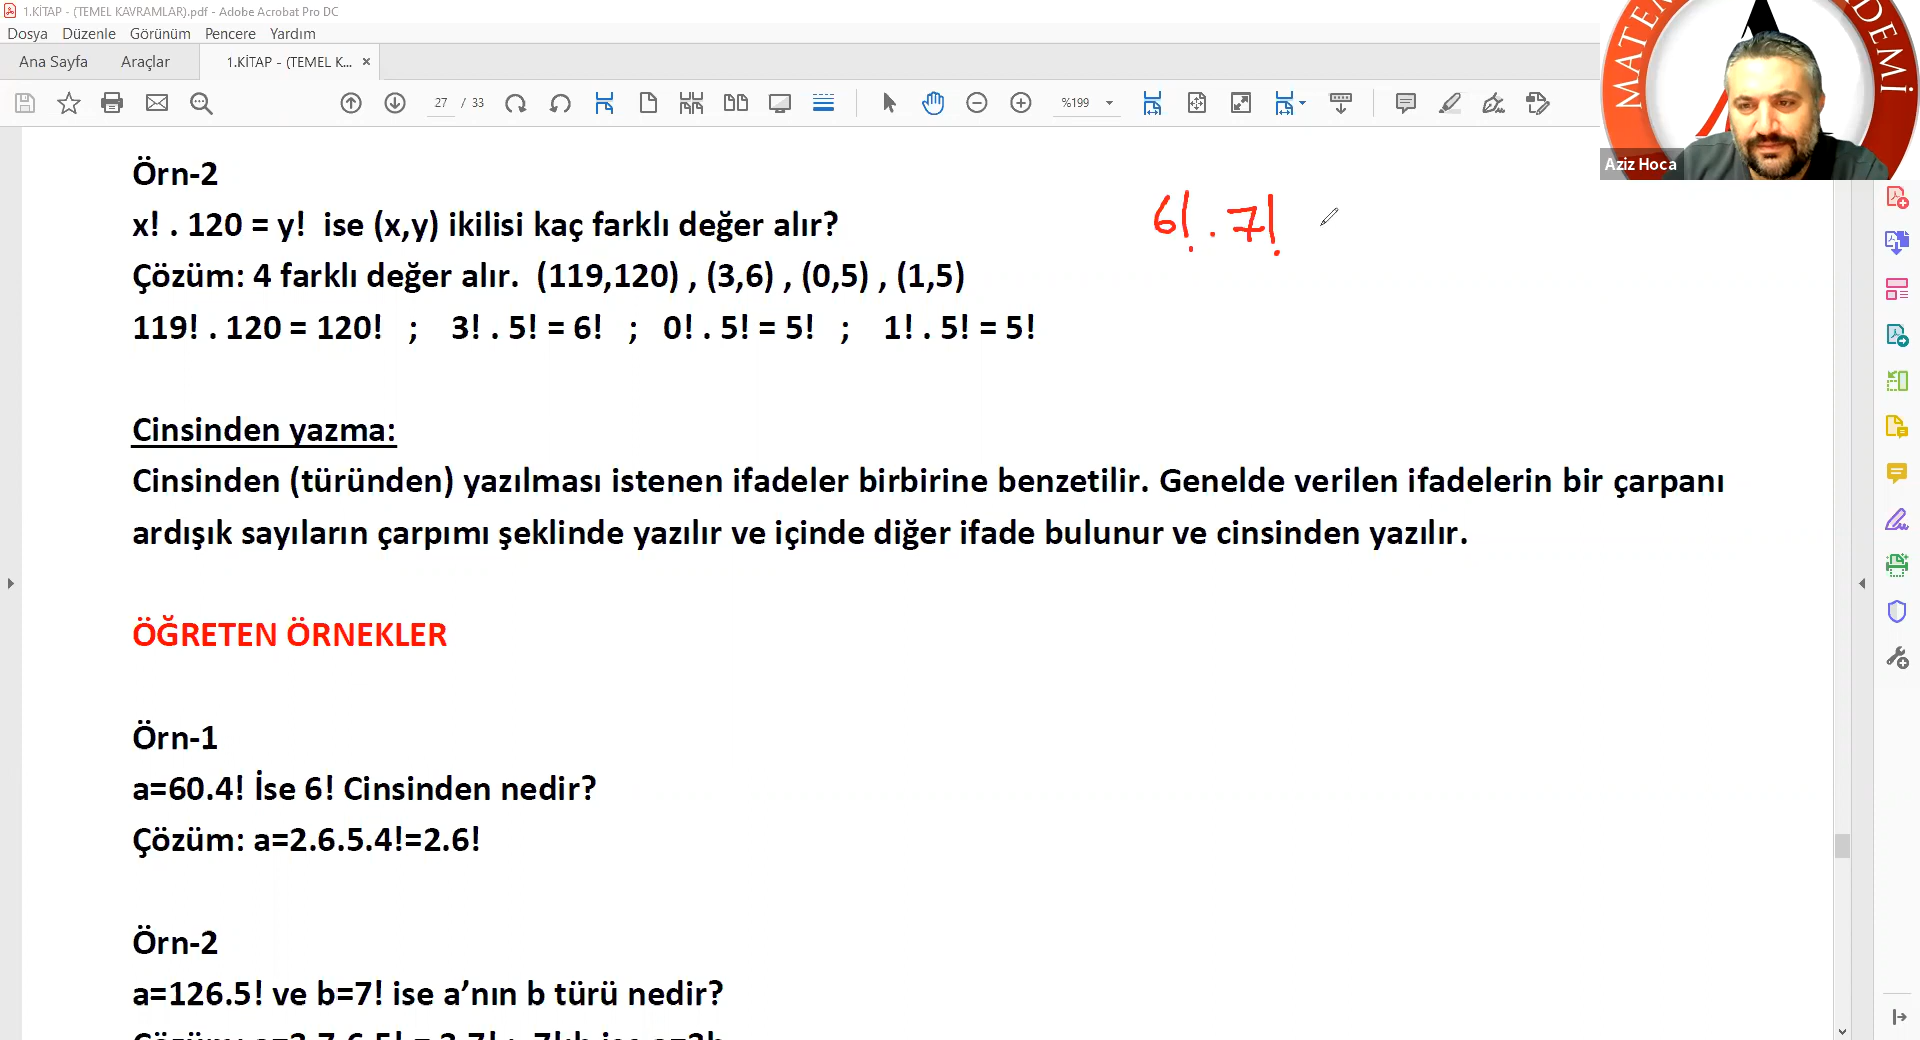 1.KİTAP - (TEMEL KAVRAMLAR).pdf - Adobe Acrobat Pro DC
Dosya Düzenle Görünüm Pencere Yardım
Ana Sayfa Araçlar 1.KİTAP - (TEMEL K... ×
27 / 33 %199
MATEM DEMİ
Aziz Hoca
Örn-2
x! . 120 = y! ise (x,y) ikilisi kaç farklı değer alır?
6! . 7!
Çözüm: 4 farklı değer alır. (119,120) , (3,6) , (0,5) , (1,5)
119! . 120 = 120! ; 3! . 5! = 6! ; 0! . 5! = 5! ; 1! . 5! = 5!
Cinsinden yazma:
Cinsinden (türünden) yazılması istenen ifadeler birbirine benzetilir. Genelde verilen ifadelerin bir çarpanı
ardışık sayıların çarpımı şeklinde yazılır ve içinde diğer ifade bulunur ve cinsinden yazılır.
ÖĞRETEN ÖRNEKLER
Örn-1
a=60.4! İse 6! Cinsinden nedir?
Çözüm: a=2.6.5.4!=2.6!
Örn-2
a=126.5! ve b=7! ise a’nın b türü nedir?